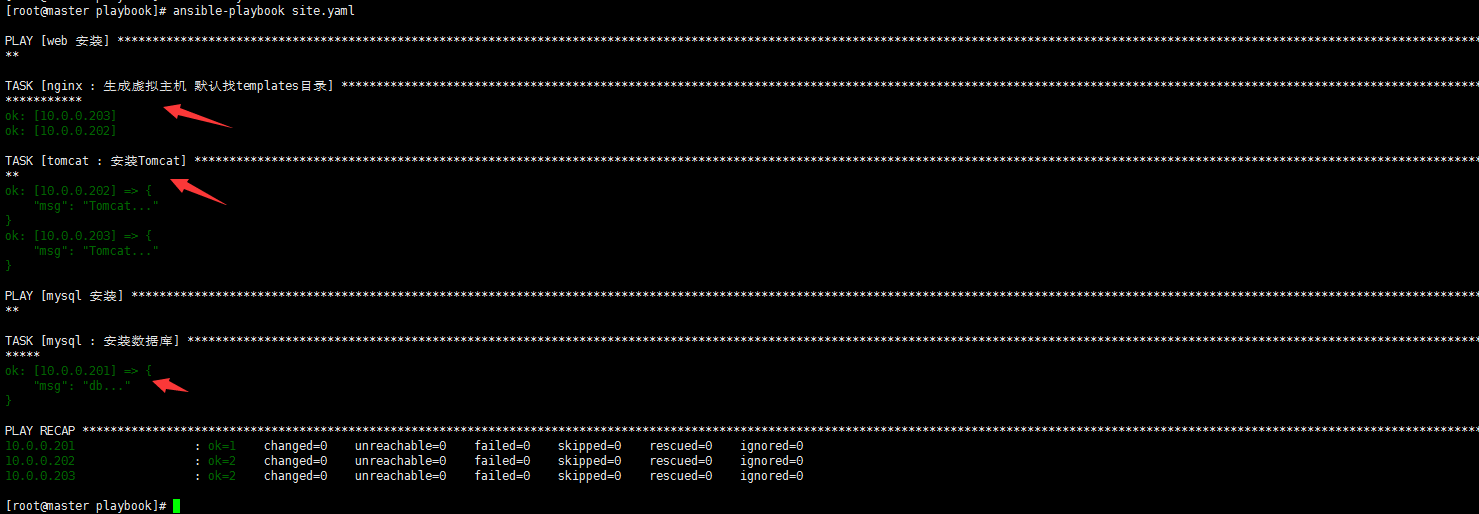 [root@master playbook]# ansible-playbook site.yaml
PLAY [web 安装] ****************************************************************************************************************************************************************************************************
**
TASK [nginx : 生成虚拟主机 默认找templates目录] *******************************************************************************************************************************************************************
***********
ok: [10.0.0.203]
ok: [10.0.0.202]
TASK [tomcat : 安装Tomcat] ****************************************************************************************************************************************************************************************
**
ok: [10.0.0.202] => {
    "msg": "Tomcat..."
}
ok: [10.0.0.203] => {
    "msg": "Tomcat..."
}
PLAY [mysql 安装] **************************************************************************************************************************************************************************************************
**
TASK [mysql : 安装数据库] *****************************************************************************************************************************************************************************************
*****
ok: [10.0.0.201] => {
    "msg": "db..."
}
PLAY RECAP *********************************************************************************************************************************************************************************************************
10.0.0.201                 : ok=1    changed=0    unreachable=0    failed=0    skipped=0    rescued=0    ignored=0
10.0.0.202                 : ok=2    changed=0    unreachable=0    failed=0    skipped=0    rescued=0    ignored=0
10.0.0.203                 : ok=2    changed=0    unreachable=0    failed=0    skipped=0    rescued=0    ignored=0
[root@master playbook]#